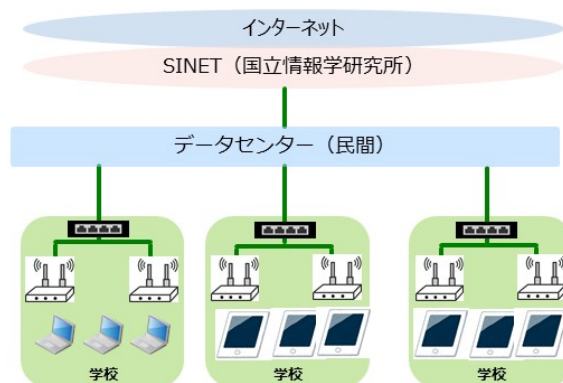 インターネット
SINET（国立情報学研究所）
データセンター（民間）
学校
学校
学校